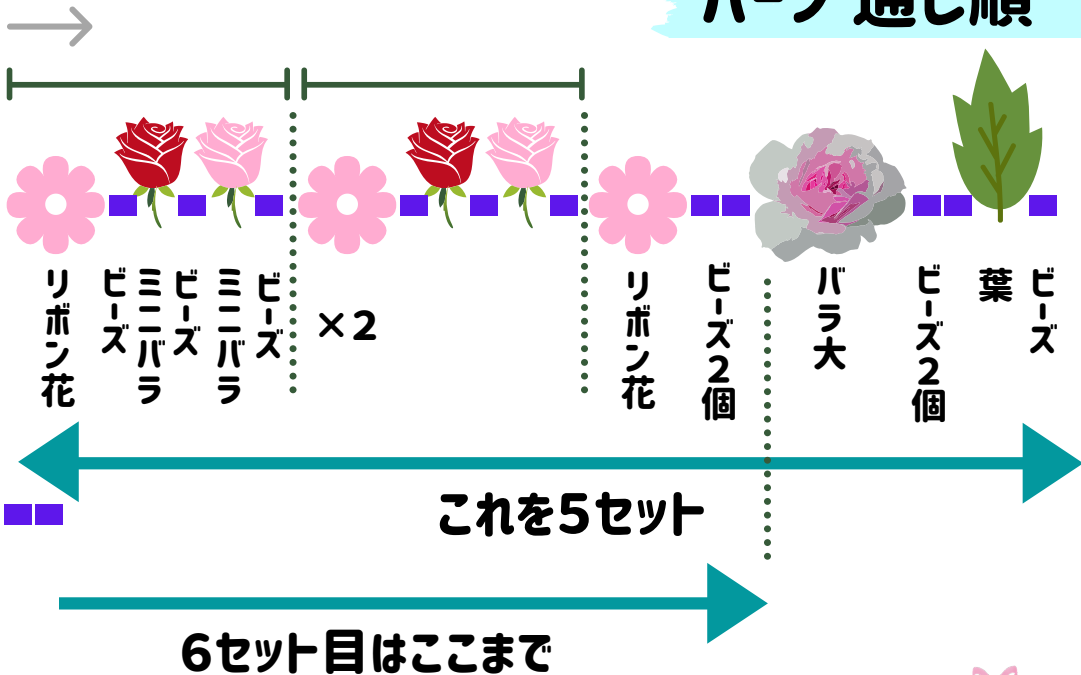 パーツ 通し順
リボン花
ビーズ
ミニバラ
ビーズ
ミニバラ
ビーズ
×2
リボン花
ビーズ2個
バラ大
ビーズ2個
葉
ビーズ
これを5セット
6セット目はここまで